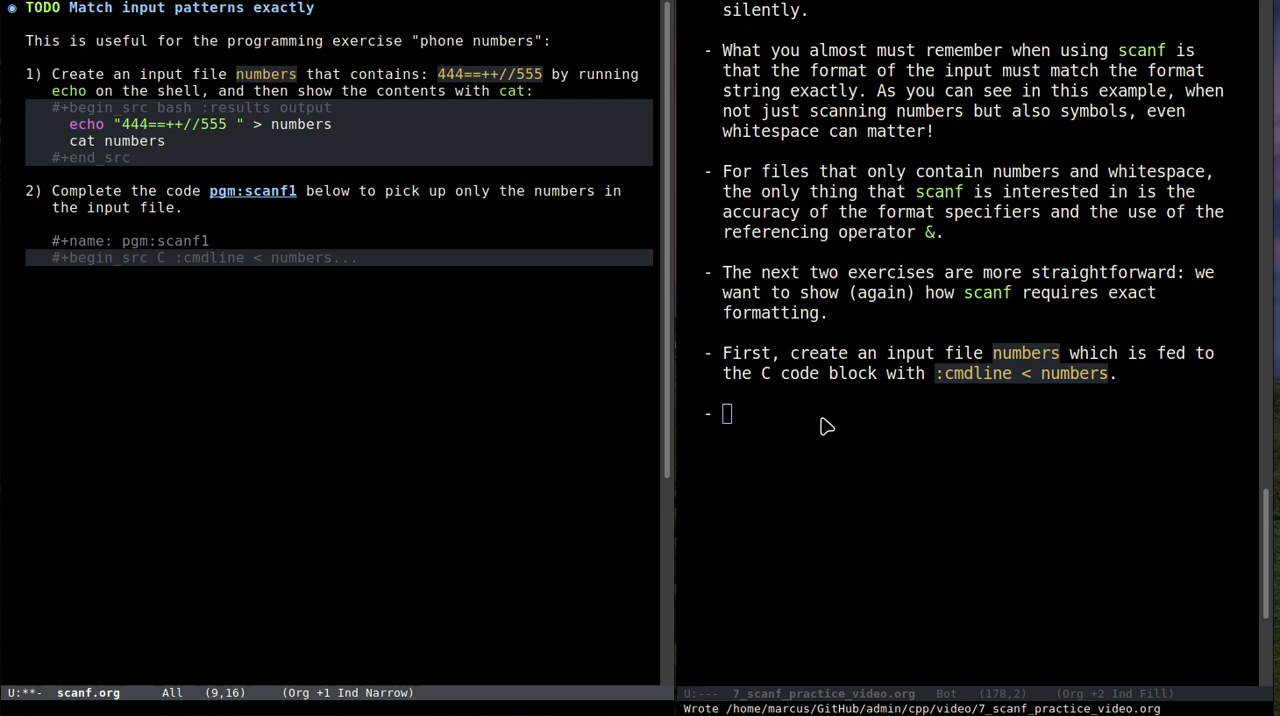 ◉ TODO Match input patterns exactly
This is useful for the programming exercise "phone numbers":
1) Create an input file numbers that contains: 444==++//555 by running
echo on the shell, and then show the contents with cat:
#+begin_src bash :results output
echo "444==++//555 " > numbers
cat numbers
#+end_src
2) Complete the code pgm:scanf1 below to pick up only the numbers in
the input file.
#+name: pgm:scanf1
#+begin_src C :cmdline < numbers...
U:**-  scanf.org      All   (9,16)     (Org +1 Ind Narrow)
silently.
- What you almost must remember when using scanf is
that the format of the input must match the format
string exactly. As you can see in this example, when
not just scanning numbers but also symbols, even
whitespace can matter!
- For files that only contain numbers and whitespace,
the only thing that scanf is interested in is the
accuracy of the format specifiers and the use of the
referencing operator &.
- The next two exercises are more straightforward: we
want to show (again) how scanf requires exact
formatting.
- First, create an input file numbers which is fed to
the C code block with :cmdline < numbers.
-
U:---  7_scanf_practice_video.org   Bot   (178,2)     (Org +2 Ind Fill)
Wrote /home/marcus/GitHub/admin/cpp/video/7_scanf_practice_video.org